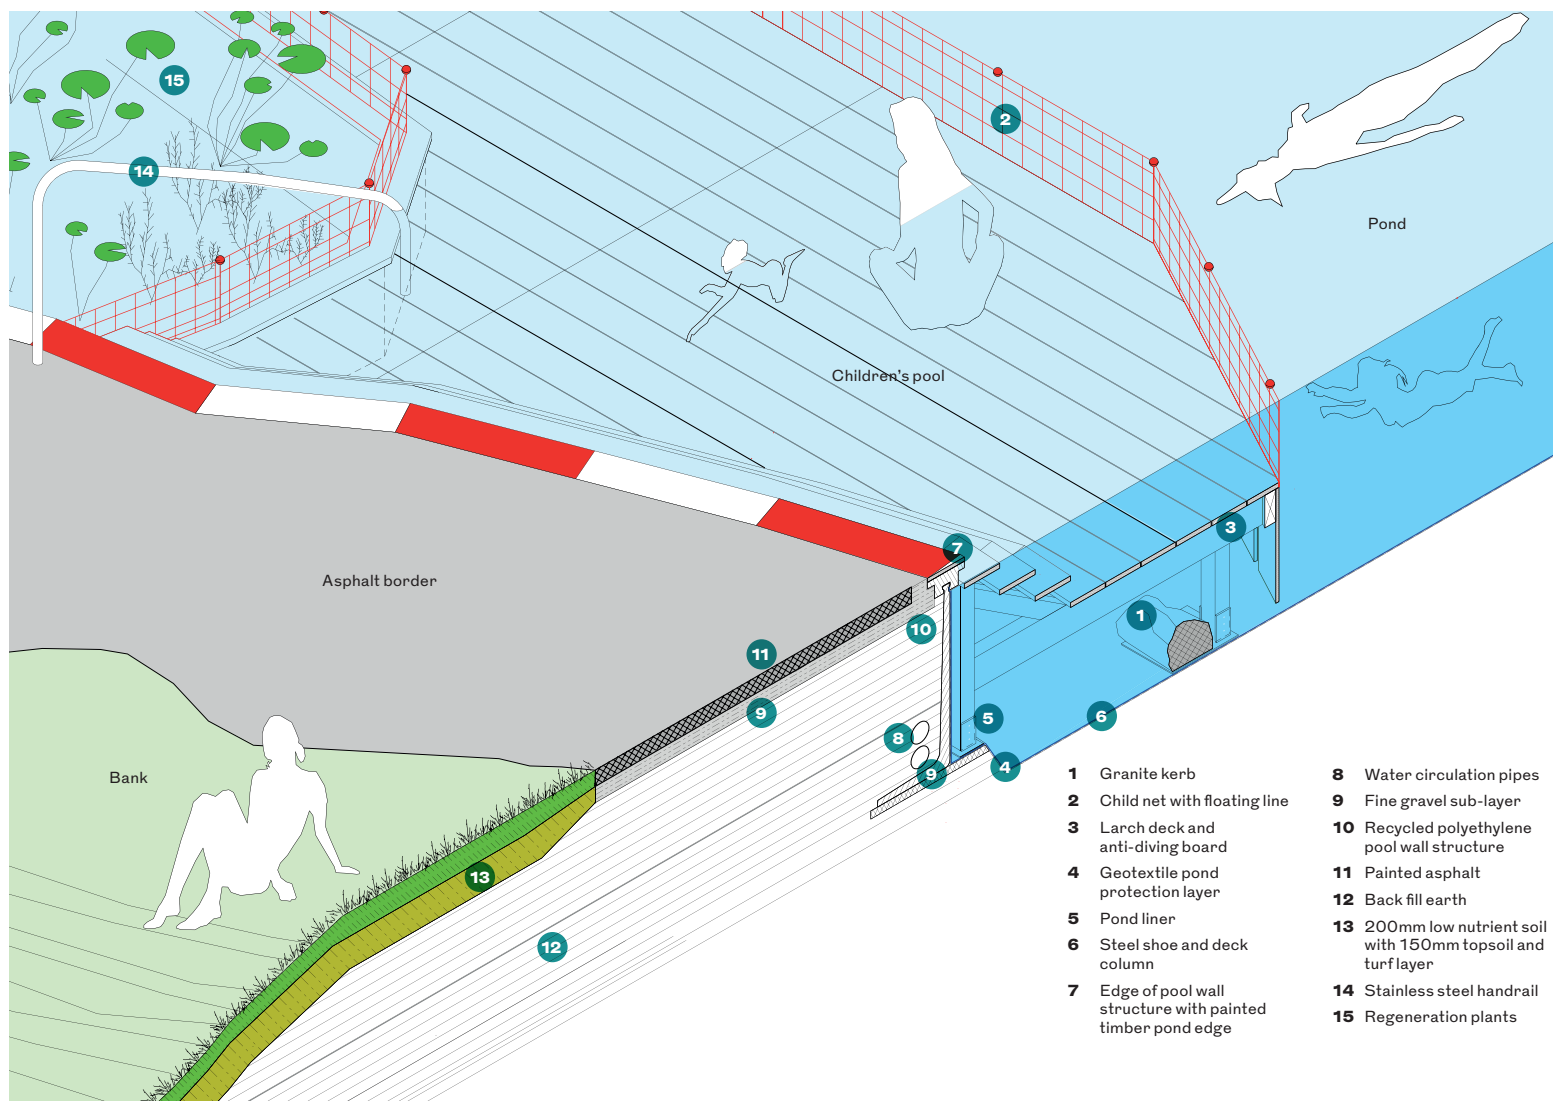 15
2
14
Pond
Children's pool
3
7
Asphalt border
1
10
11
9
5
6
8
4
9
Bank
13
12
1 Granite kerb
2 Child net with floating line
3 Larch deck and
anti-diving board
4 Geotextile pond
protection layer
5 Pond liner
6 Steel shoe and deck
column
7 Edge of pool wall
structure with painted
timber pond edge
8 Water circulation pipes
9 Fine gravel sub-layer
10 Recycled polyethylene
pool wall structure
11 Painted asphalt
12 Back fill earth
13 200mm low nutrient soil
with 150mm topsoil and
turf layer
14 Stainless steel handrail
15 Regeneration plants